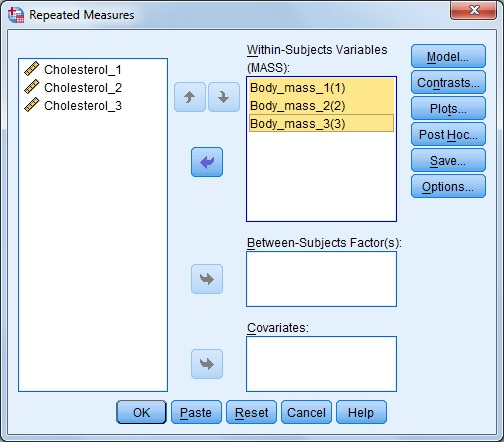 Repeated Measures
Cholesterol_1
Cholesterol_2
Cholesterol_3
Within-Subjects Variables
(MASS):
Body_mass_1(1)
Body_mass_2(2)
Body_mass_3(3)
Between-Subjects Factor(s):
Covariates:
Model...
Contrasts...
Plots...
Post Hoc...
Save...
Options...
OK
Paste
Reset
Cancel
Help